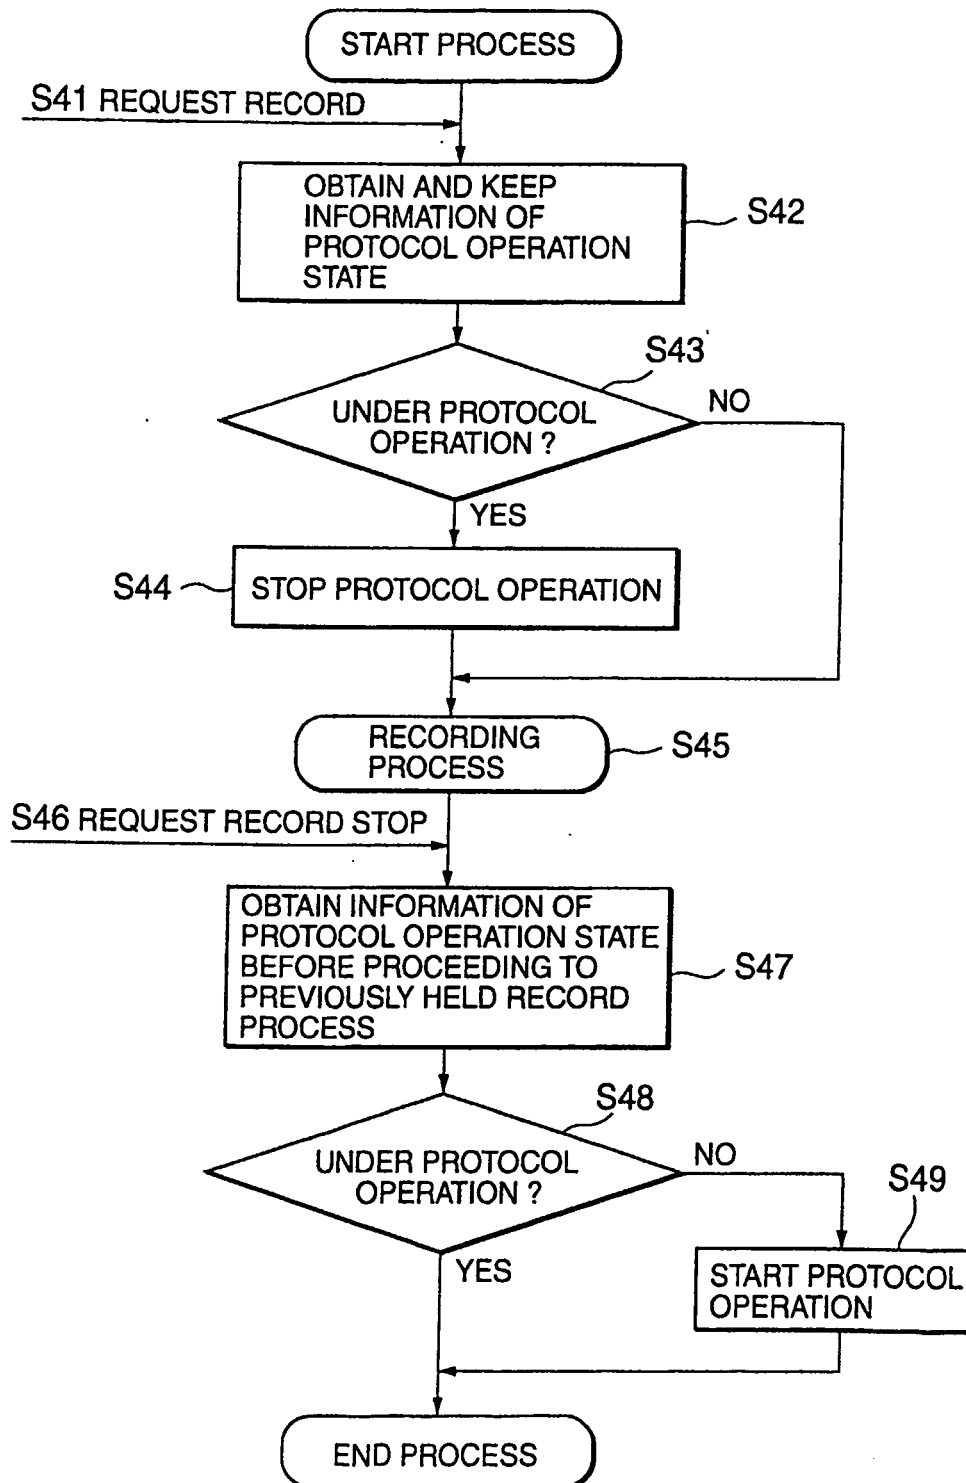 START PROCESS
S41 REQUEST RECORD
OBTAIN AND KEEP
INFORMATION OF
PROTOCOL OPERATION
STATE
S42
S43
UNDER PROTOCOL
OPERATION ?
NO
YES
S44
STOP PROTOCOL OPERATION
RECORDING
PROCESS
S45
S46 REQUEST RECORD STOP
OBTAIN INFORMATION OF
PROTOCOL OPERATION STATE
BEFORE PROCEEDING TO
PREVIOUSLY HELD RECORD
PROCESS
S47
S48
UNDER PROTOCOL
OPERATION ?
NO
YES
S49
START PROTOCOL
OPERATION
END PROCESS